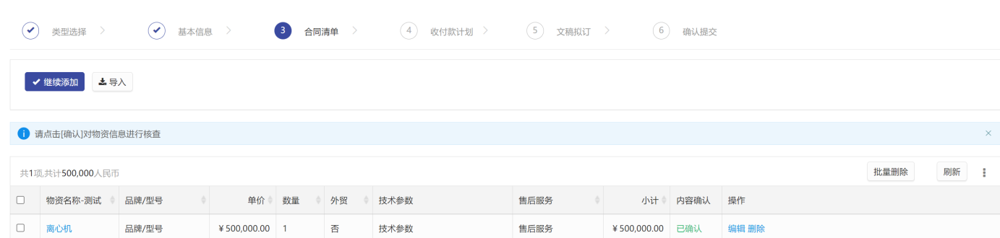 类型选择 基本信息 3 合同清单 4 收付款计划 5 文稿拟订 6 确认提交
继续添加 导入
请点击[确认]对物资信息进行核查 ×
共1项,共计500,000人民币 批量删除 刷新
物资名称-测试 品牌/型号 单价 数量 外贸 技术参数 售后服务 小计 内容确认 操作
离心机 品牌/型号 ¥500,000.00 1 否 技术参数 售后服务 ¥500,000.00 已确认 编辑 删除